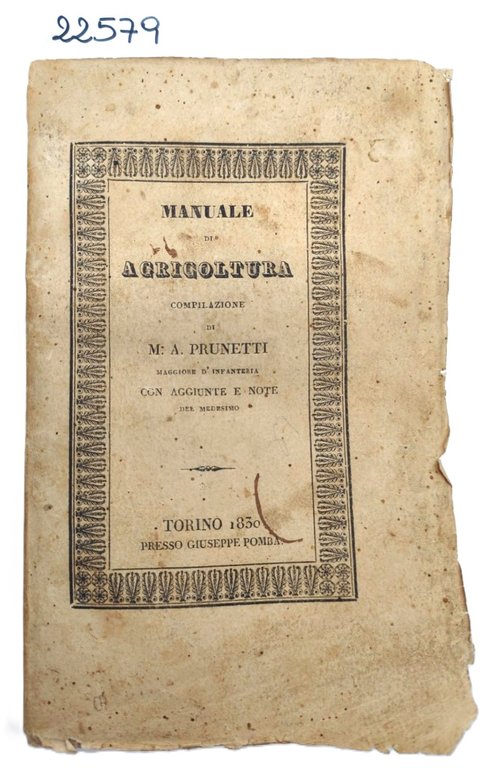 22579
MANUALE
DI
AGRICOLTURA
COMPILAZIONE
DI
M: A. PRUNETTI
MAGGIORE D'INFANTERIA
CON AGGIUNTE E NOTE
DEL MEDESIMO
TORINO 1830
PRESSO GIUSEPPE POMBA